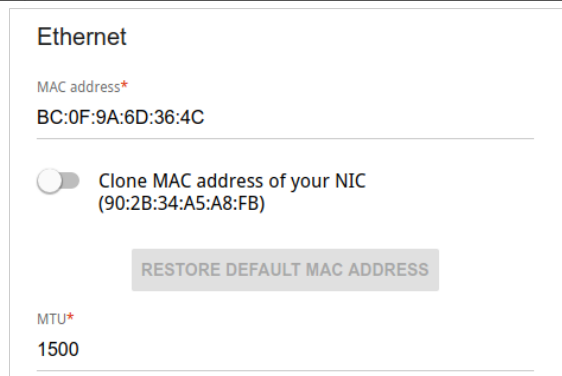 Ethernet
MAC address*
BC:0F:9A:6D:36:4C
Clone MAC address of your NIC
(90:2B:34:A5:A8:FB)
RESTORE DEFAULT MAC ADDRESS
MTU*
1500